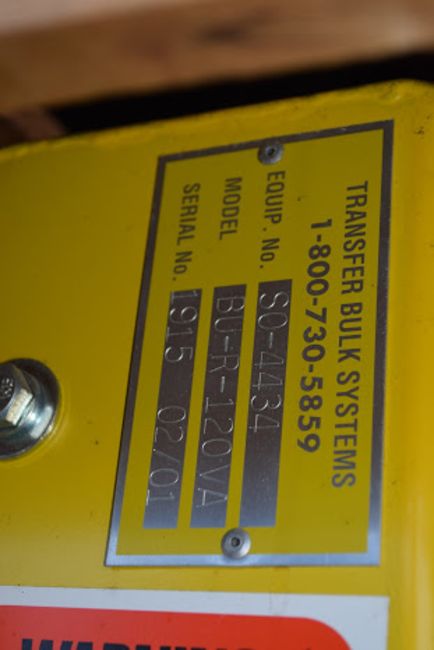 TRANSFER BULK SYSTEMS
1-800-730-5859
EQUIP. No. SO-4434
MODEL BU-R-120VA
SERIAL No. 1915 02/01
WARNING